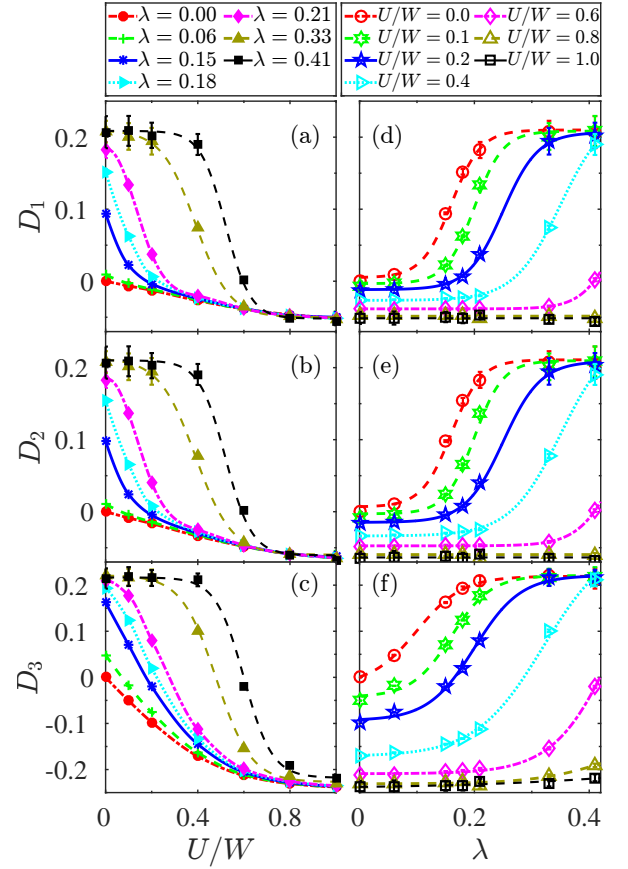 λ = 0.00 λ = 0.21 U/W = 0.0 U/W = 0.6
λ = 0.06 λ = 0.33 U/W = 0.1 U/W = 0.8
λ = 0.15 λ = 0.41 U/W = 0.2 U/W = 1.0
λ = 0.18 U/W = 0.4
0.2 (a) (d)
D₁ 0.1
0
0.2 (b) (e)
D₂ 0.1
0
0.2 (c) (f)
0.1
D₃ 0
-0.1
-0.2
0 0.4 0.8 0 0.2 0.4
U/W λ